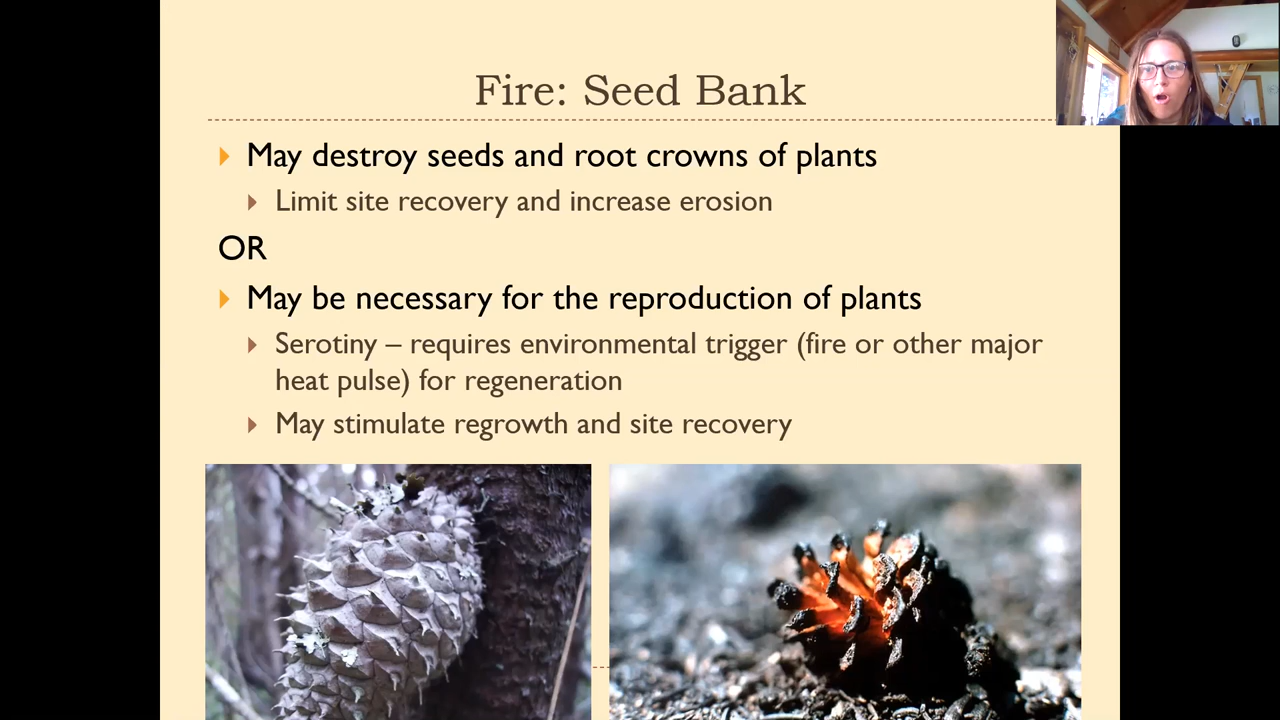 Fire: Seed Bank
May destroy seeds and root crowns of plants
Limit site recovery and increase erosion
OR
May be necessary for the reproduction of plants
Serotiny – requires environmental trigger (fire or other major
heat pulse) for regeneration
May stimulate regrowth and site recovery